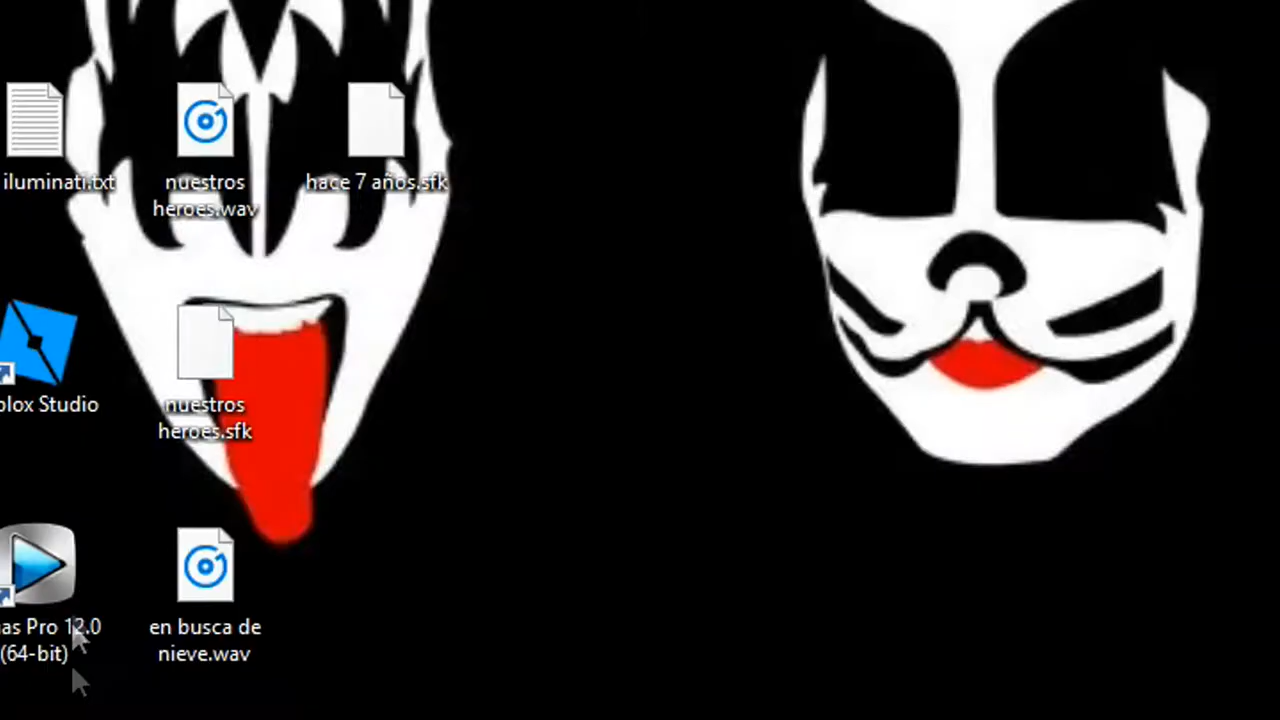 iluminati.txt
nuestros
heroes.wav
hace 7 años.sfk
blox Studio
nuestros
heroes.sfk
as Pro 12.0
(64-bit)
en busca de
nieve.wav